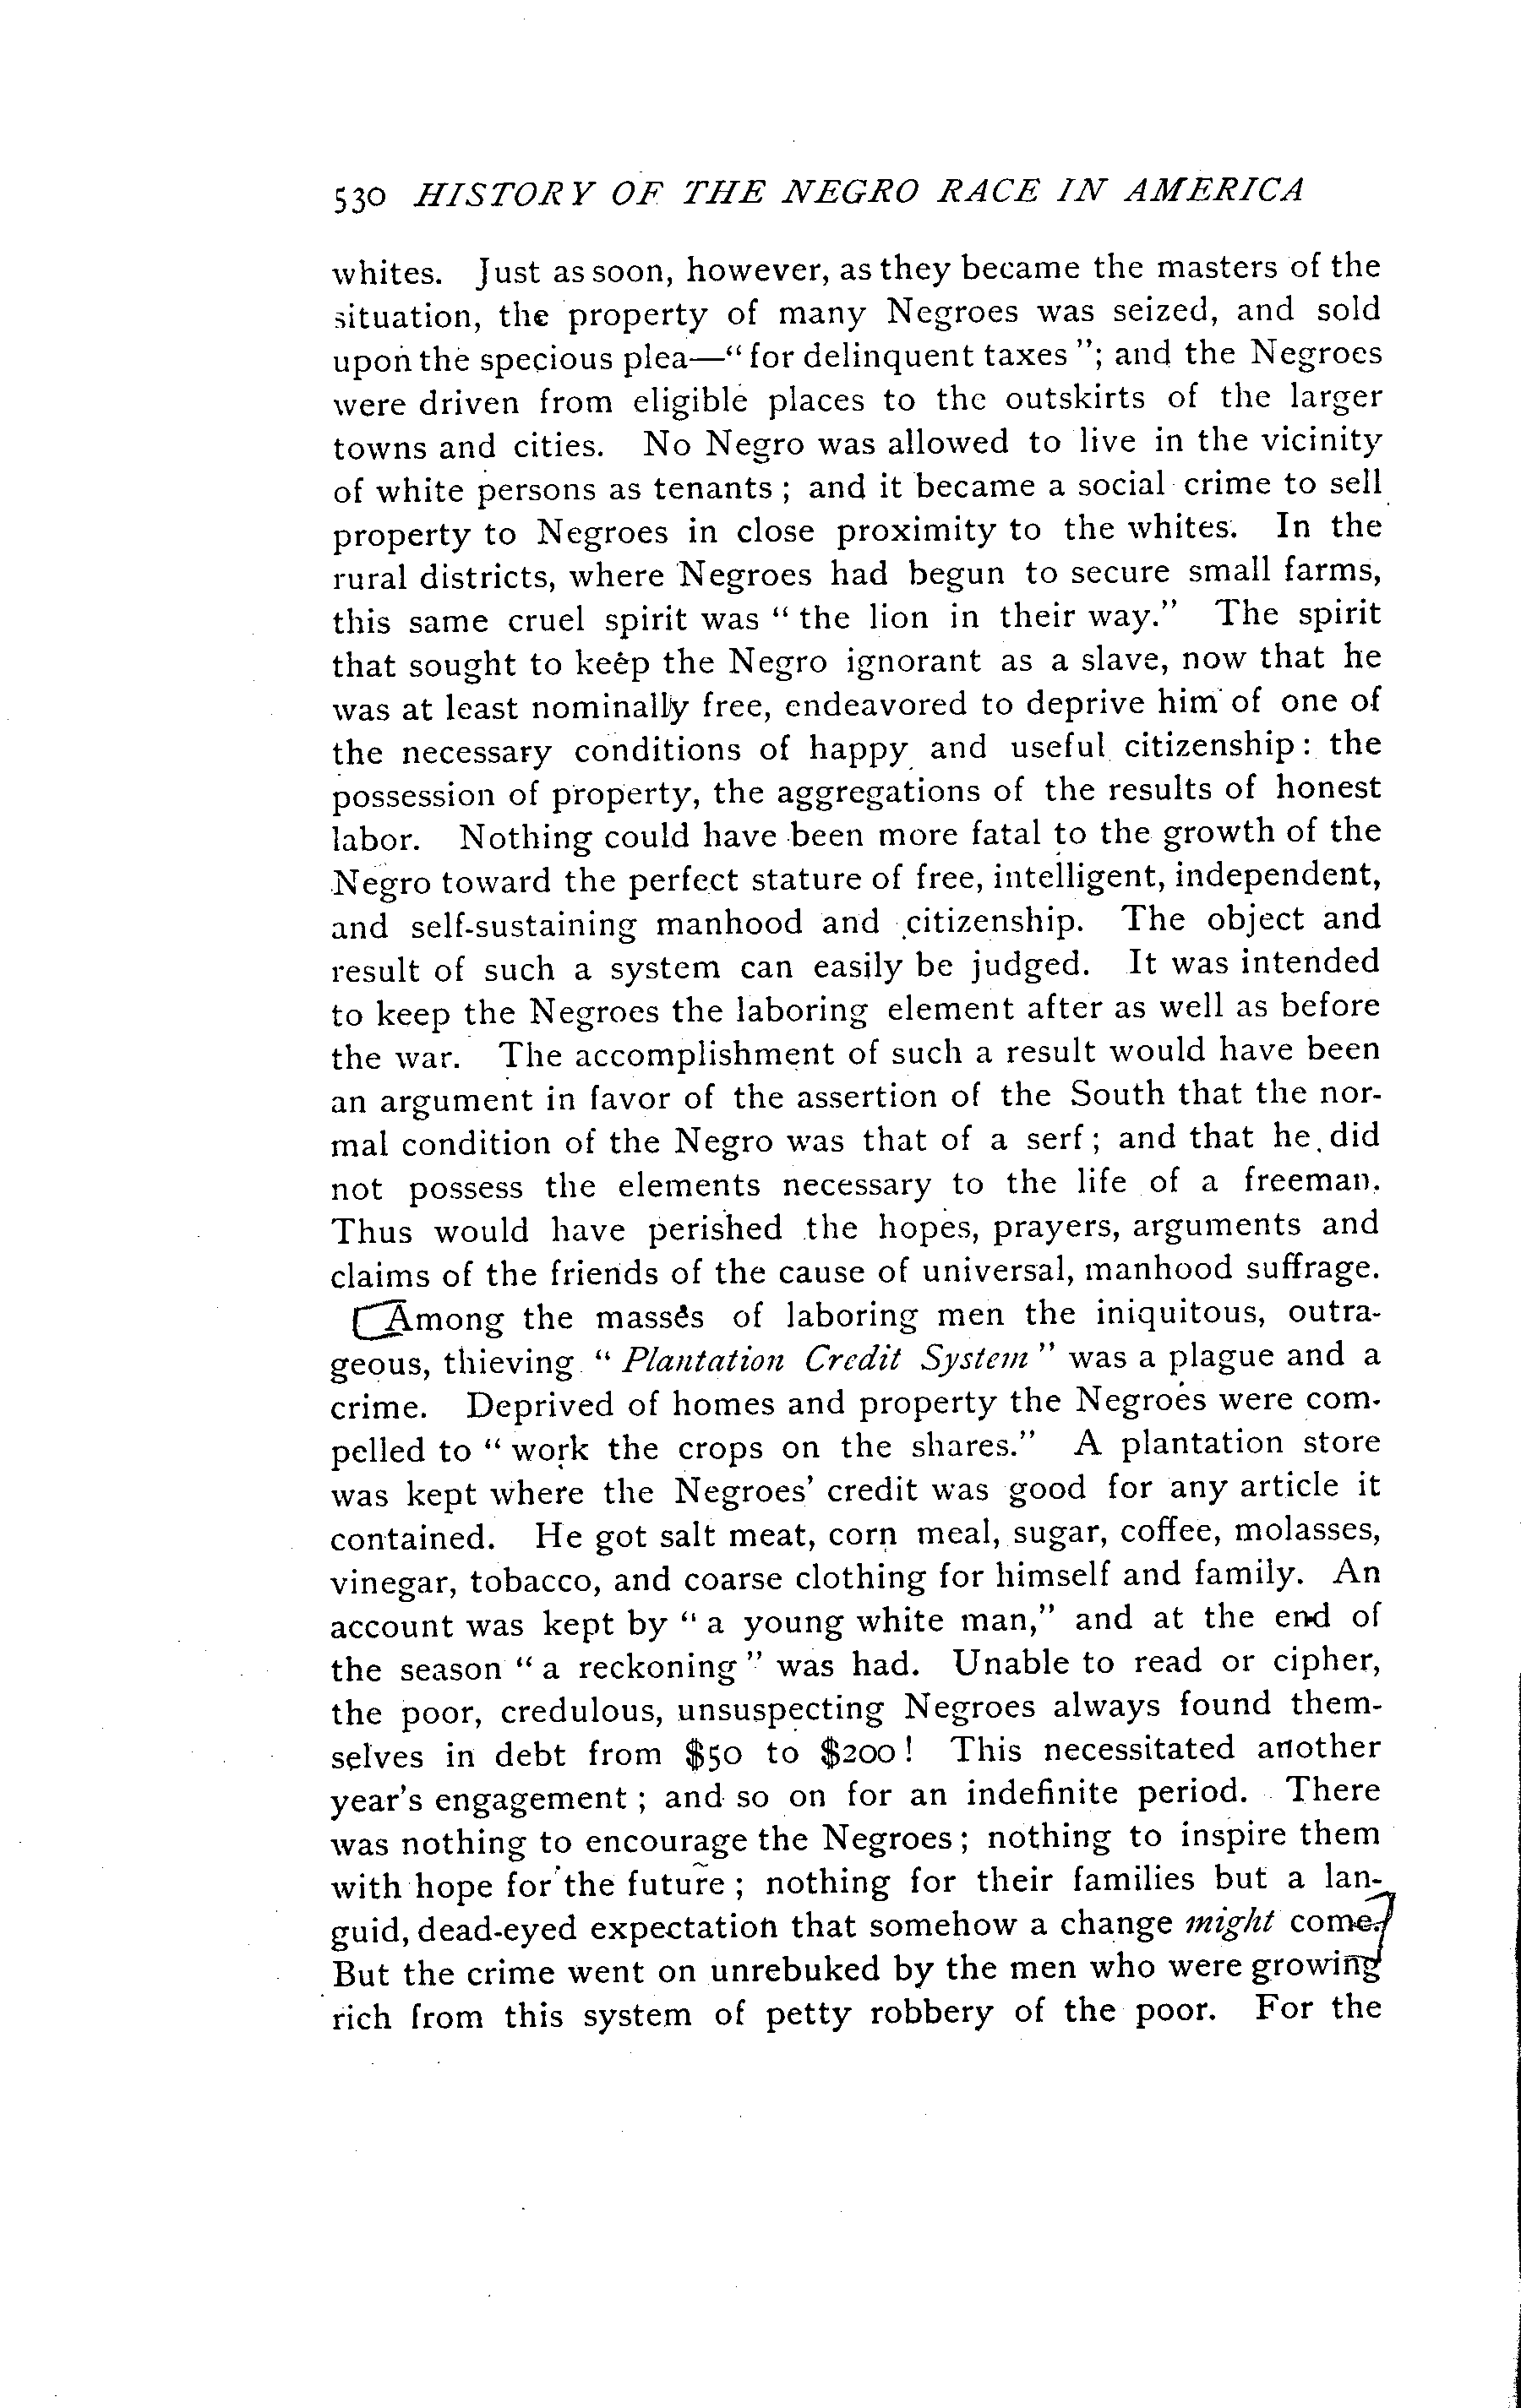 530 HISTORY OF THE NEGRO RACE IN AMERICA
whites. Just as soon, however, as they became the masters of the
situation, the property of many Negroes was seized, and sold
upon the specious plea—" for delinquent taxes "; and the Negroes
were driven from eligible places to the outskirts of the larger
towns and cities. No Negro was allowed to live in the vicinity
of white persons as tenants ; and it became a social crime to sell
property to Negroes in close proximity to the whites. In the
rural districts, where Negroes had begun to secure small farms,
this same cruel spirit was " the lion in their way." The spirit
that sought to keep the Negro ignorant as a slave, now that he
was at least nominally free, endeavored to deprive him of one of
the necessary conditions of happy and useful citizenship : the
possession of property, the aggregations of the results of honest
labor. Nothing could have been more fatal to the growth of the
Negro toward the perfect stature of free, intelligent, independent,
and self-sustaining manhood and citizenship. The object and
result of such a system can easily be judged. It was intended
to keep the Negroes the laboring element after as well as before
the war. The accomplishment of such a result would have been
an argument in favor of the assertion of the South that the nor-
mal condition of the Negro was that of a serf ; and that he did
not possess the elements necessary to the life of a freeman.
Thus would have perished the hopes, prayers, arguments and
claims of the friends of the cause of universal, manhood suffrage.
Among the masses of laboring men the iniquitous, outra-
geous, thieving " Plantation Credit System " was a plague and a
crime. Deprived of homes and property the Negroes were com-
pelled to " work the crops on the shares." A plantation store
was kept where the Negroes' credit was good for any article it
contained. He got salt meat, corn meal, sugar, coffee, molasses,
vinegar, tobacco, and coarse clothing for himself and family. An
account was kept by " a young white man," and at the end of
the season " a reckoning " was had. Unable to read or cipher,
the poor, credulous, unsuspecting Negroes always found them-
selves in debt from $50 to $200 ! This necessitated another
year's engagement ; and so on for an indefinite period. There
was nothing to encourage the Negroes ; nothing to inspire them
with hope for the future ; nothing for their families but a lan-
guid, dead-eyed expectation that somehow a change might come.
But the crime went on unrebuked by the men who were growing
rich from this system of petty robbery of the poor. For the